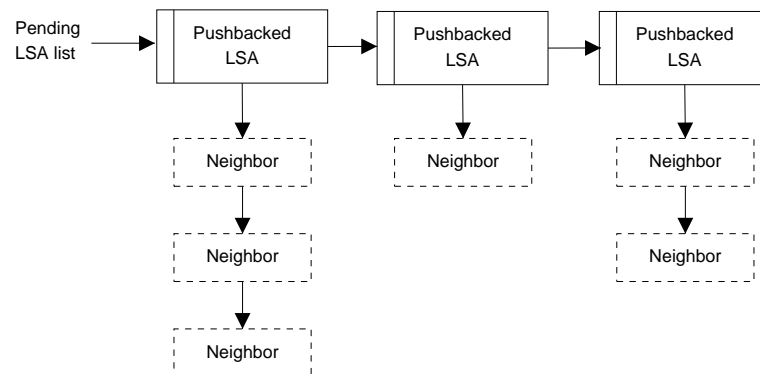 Pending
LSA list
Pushbacked
LSA
Pushbacked
LSA
Pushbacked
LSA
Neighbor
Neighbor
Neighbor
Neighbor
Neighbor
Neighbor